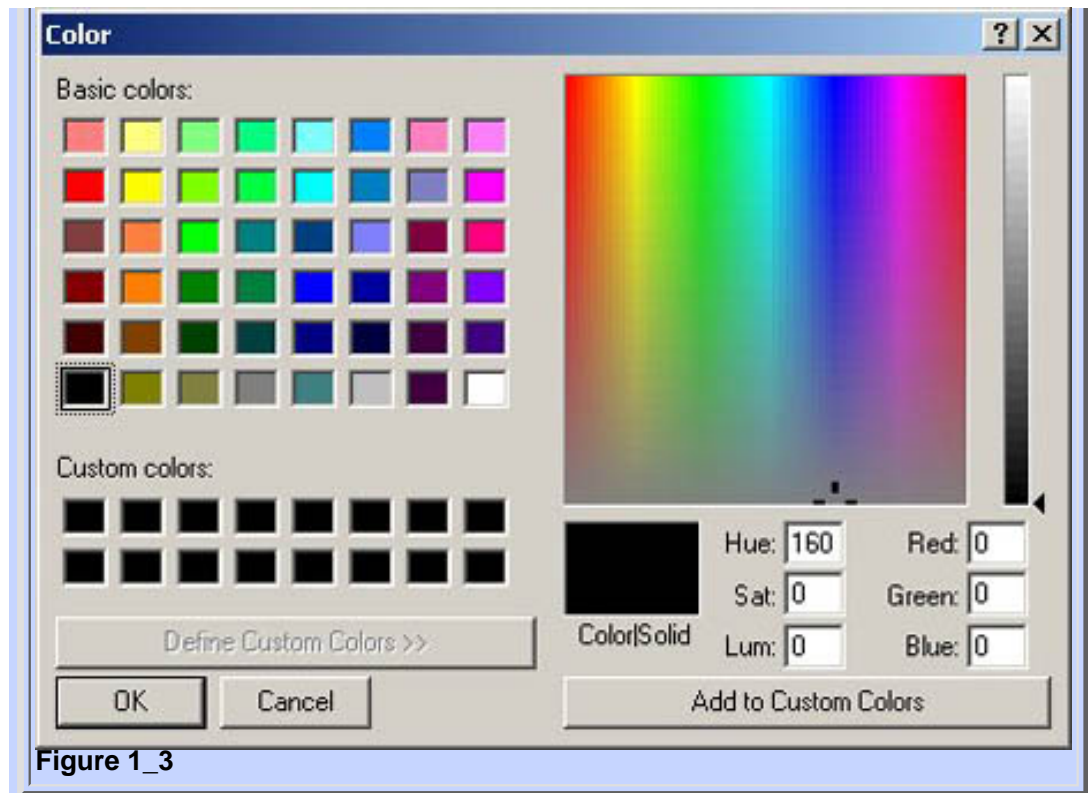 Color
Basic colors:
Custom colors:
Define Custom Colors >>
OK Cancel
Color|Solid
Hue: 160 Red: 0
Sat: 0 Green: 0
Lum: 0 Blue: 0
Add to Custom Colors
Figure 1_3